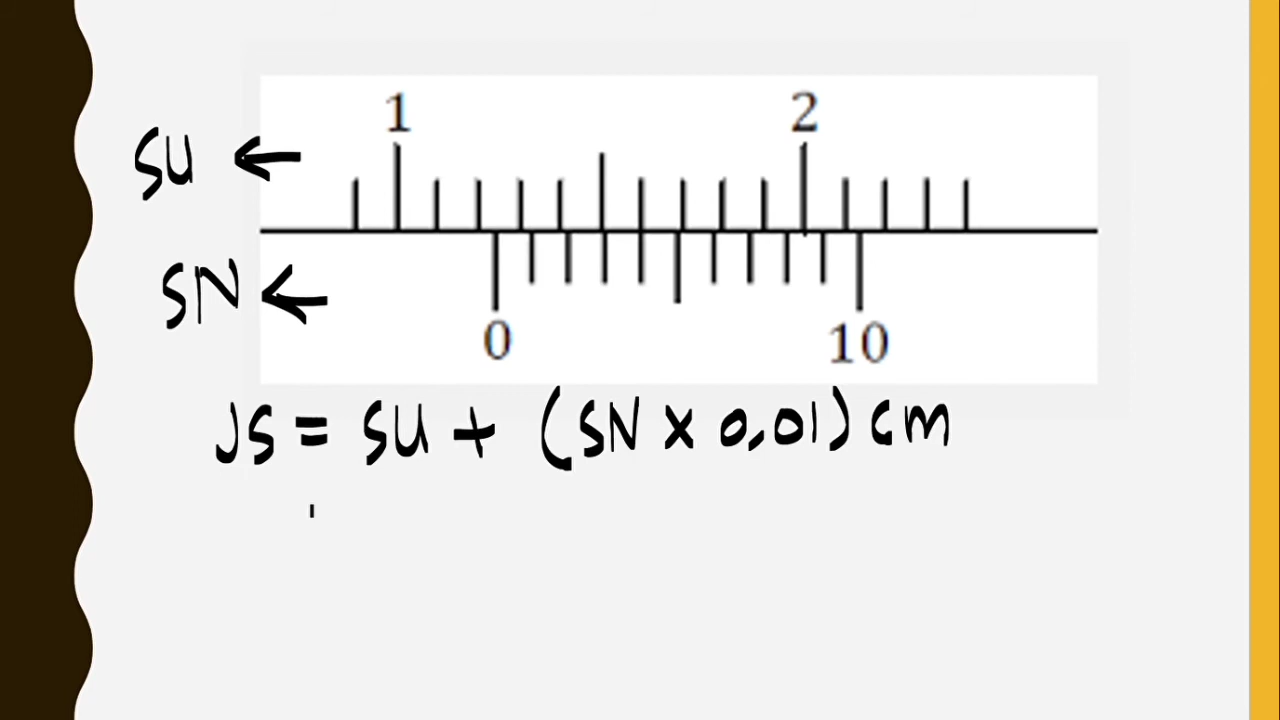 1 2
SU ←
SN ←
0 10
JS = SU + (SN × 0,01) cm